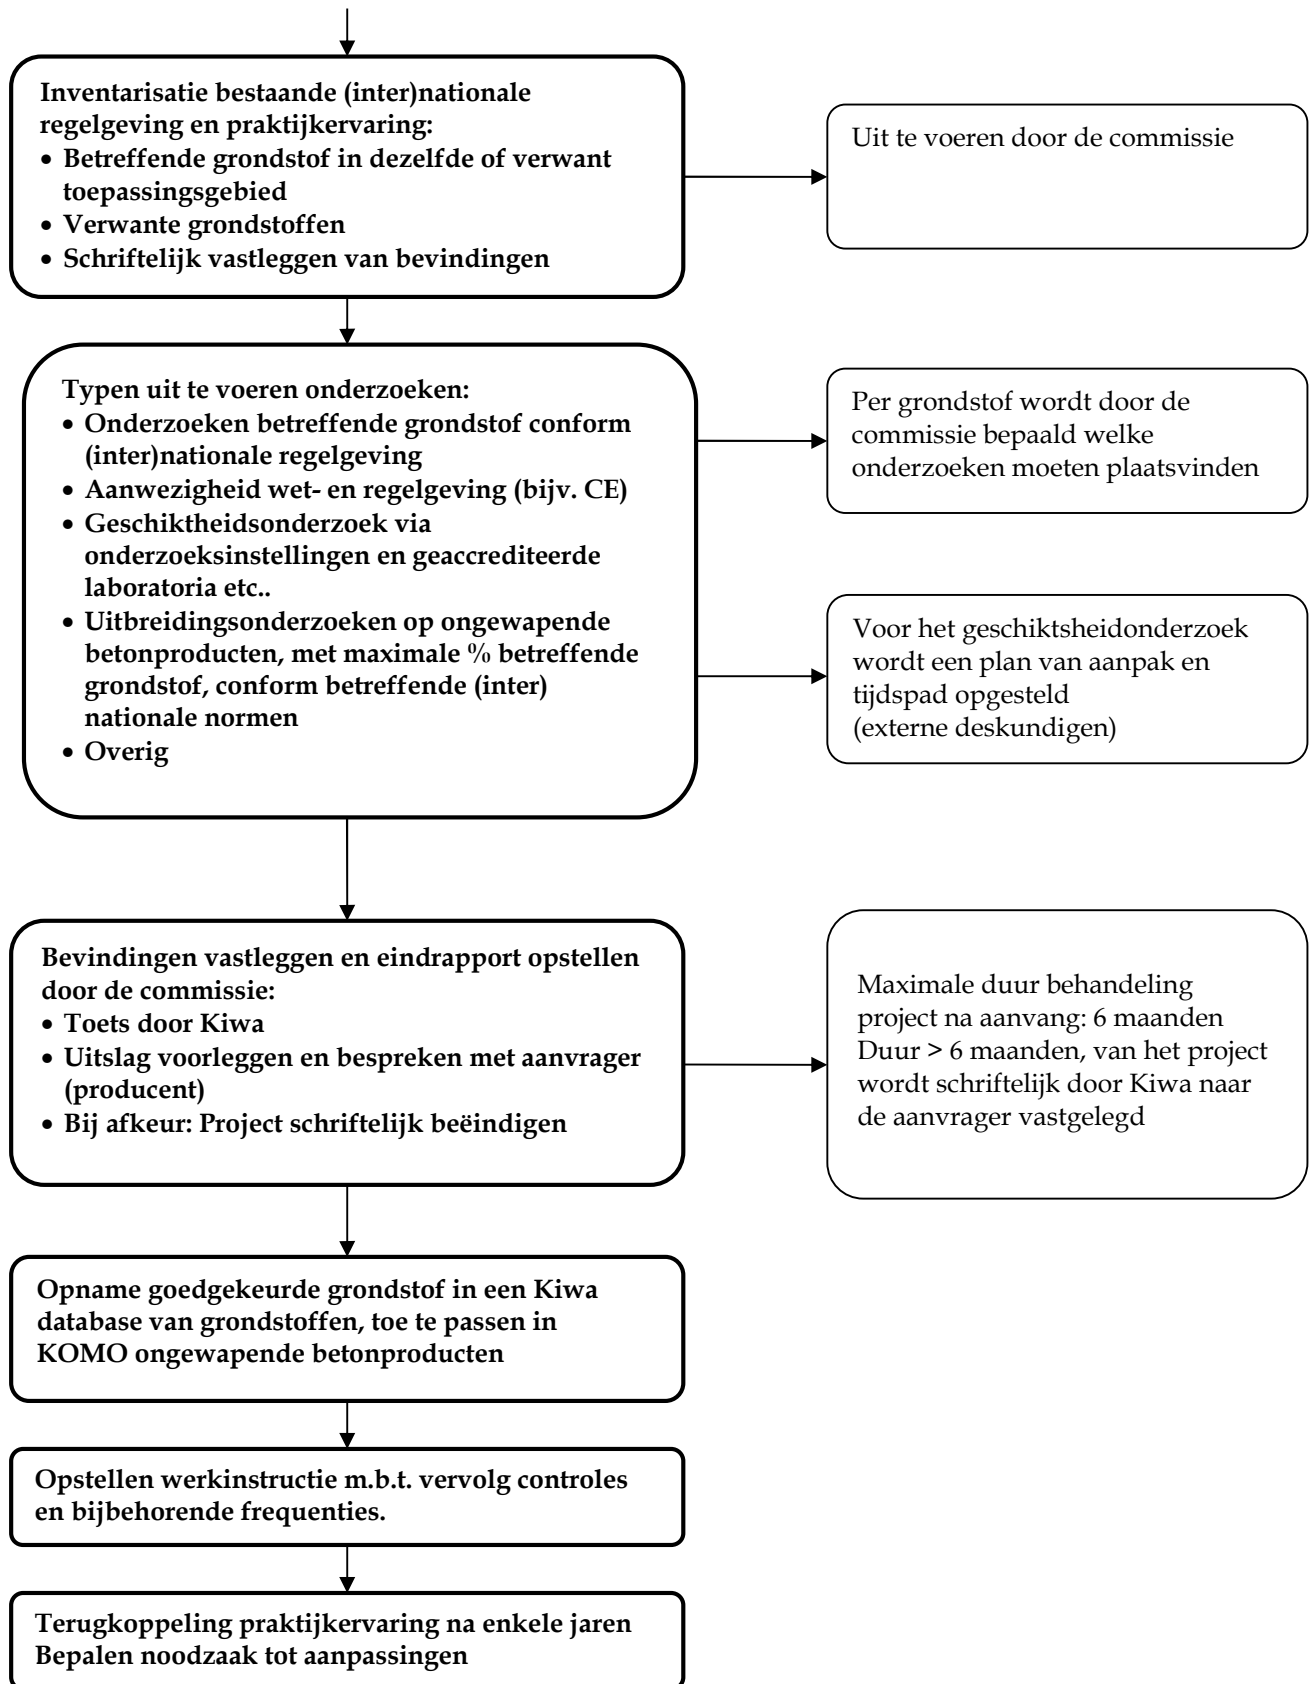 Inventarisatie bestaande (inter)nationale
regelgeving en praktijkervaring:
• Betreffende grondstof in dezelfde of verwant
toepassingsgebied
• Verwante grondstoffen
• Schriftelijk vastleggen van bevindingen
Uit te voeren door de commissie
Typen uit te voeren onderzoeken:
• Onderzoeken betreffende grondstof conform
(inter)nationale regelgeving
• Aanwezigheid wet- en regelgeving (bijv. CE)
• Geschiktheidsonderzoek via
onderzoeksinstellingen en geaccrediteerde
laboratoria etc..
• Uitbreidingsonderzoeken op ongewapende
betonproducten, met maximale % betreffende
grondstof, conform betreffende (inter)
nationale normen
• Overig
Per grondstof wordt door de
commissie bepaald welke
onderzoeken moeten plaatsvinden
Voor het geschiktsheidonderzoek
wordt een plan van aanpak en
tijdspad opgesteld
(externe deskundigen)
Bevindingen vastleggen en eindrapport opstellen
door de commissie:
• Toets door Kiwa
• Uitslag voorleggen en bespreken met aanvrager
(producent)
• Bij afkeur: Project schriftelijk beëindigen
Maximale duur behandeling
project na aanvang: 6 maanden
Duur > 6 maanden, van het project
wordt schriftelijk door Kiwa naar
de aanvrager vastgelegd
Opname goedgekeurde grondstof in een Kiwa
database van grondstoffen, toe te passen in
KOMO ongewapende betonproducten
Opstellen werkinstructie m.b.t. vervolg controles
en bijbehorende frequenties.
Terugkoppeling praktijkervaring na enkele jaren
Bepalen noodzaak tot aanpassingen